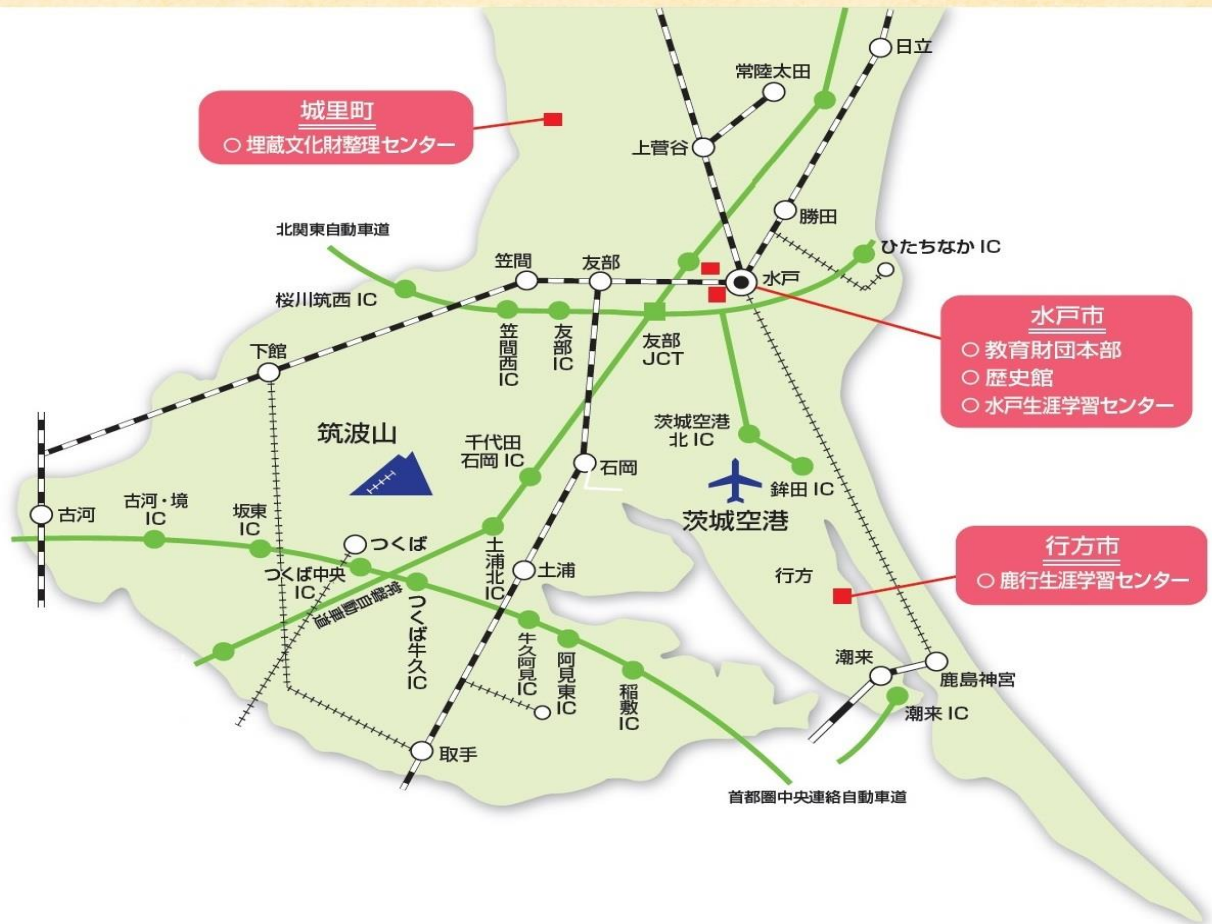 日立
常陸太田
城里町
○ 埋蔵文化財整理センター
上菅谷
勝田
北関東自動車道
ひたちなか IC
笠間
友部
水戸
桜川筑西 IC
水戸市
○ 教育財団本部
○ 歴史館
○ 水戸生涯学習センター
笠間西IC
友部IC
友部
JCT
下館
筑波山
千代田
石岡 IC
茨城空港
北 IC
石岡
鉾田 IC
茨城空港
古河
古河・境
IC
坂東
IC
つくば
土浦北IC
つくば中央
IC
常磐自動車道
つくば牛久IC
土浦
行方
行方市
○ 鹿行生涯学習センター
牛久阿見IC
阿見東IC
稲敷IC
潮来
鹿島神宮
潮来 IC
取手
首都圏中央連絡自動車道